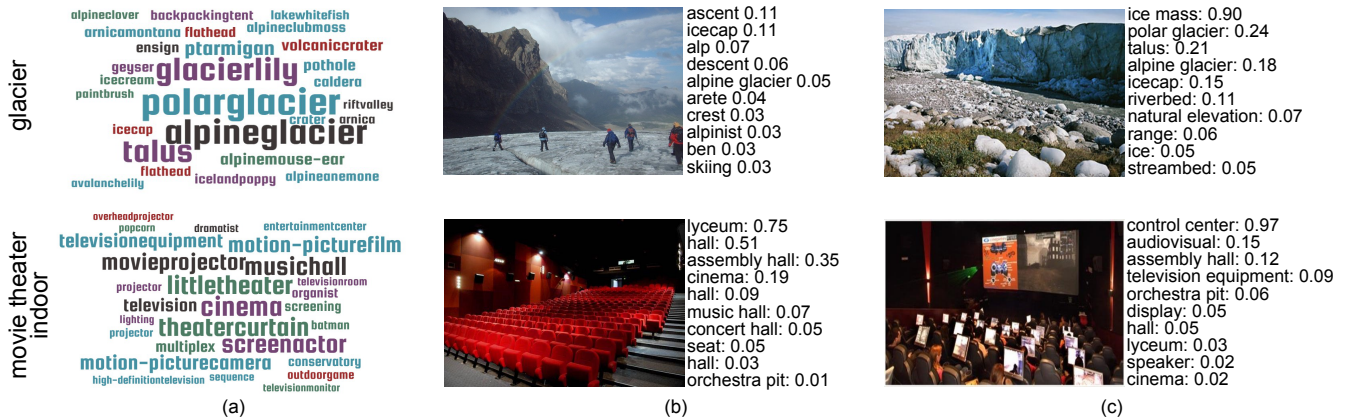 glacier
alpineclover
backpackingtent
lakewhitefish
arnicamontana
flathead
alpineclubmoss
ensign
ptarmigan
volcaniccrater
geyser
glacierlily
pothole
icecream
caldera
paintbrush
polarglacier
riftvalley
crater
arnica
icecap
alpineglacier
talus
alpinemouse-ear
flathead
icelandpoppy
alpineanemone
avalanchelily
ascent 0.11
icecap 0.11
alp 0.07
descent 0.06
alpine glacier 0.05
arete 0.04
crest 0.03
alpinist 0.03
ben 0.03
skiing 0.03
ice mass: 0.90
polar glacier: 0.24
talus: 0.21
alpine glacier: 0.18
icecap: 0.15
riverbed: 0.11
natural elevation: 0.07
range: 0.06
ice: 0.05
streambed: 0.05
movie theater
indoor
overheadprojector
popcorn
dramatist
entertainmentcenter
televisionequipment
motion-picturefilm
movieprojector
musichall
projector
littletheater
televisionroom
organist
television
cinema
screening
lighting
theatercurtain
batman
projector
multiplex
screenactor
motion-picturecamera
conservatory
high-definitiontelevision
sequence
outdoorgame
televisionmonitor
lyceum: 0.75
hall: 0.51
assembly hall: 0.35
cinema: 0.19
hall: 0.09
music hall: 0.07
concert hall: 0.05
seat: 0.05
hall: 0.03
orchestra pit: 0.01
control center: 0.97
audiovisual: 0.15
assembly hall: 0.12
television equipment: 0.09
orchestra pit: 0.06
display: 0.05
hall: 0.05
lyceum: 0.03
speaker: 0.02
cinema: 0.02
(a)
(b)
(c)